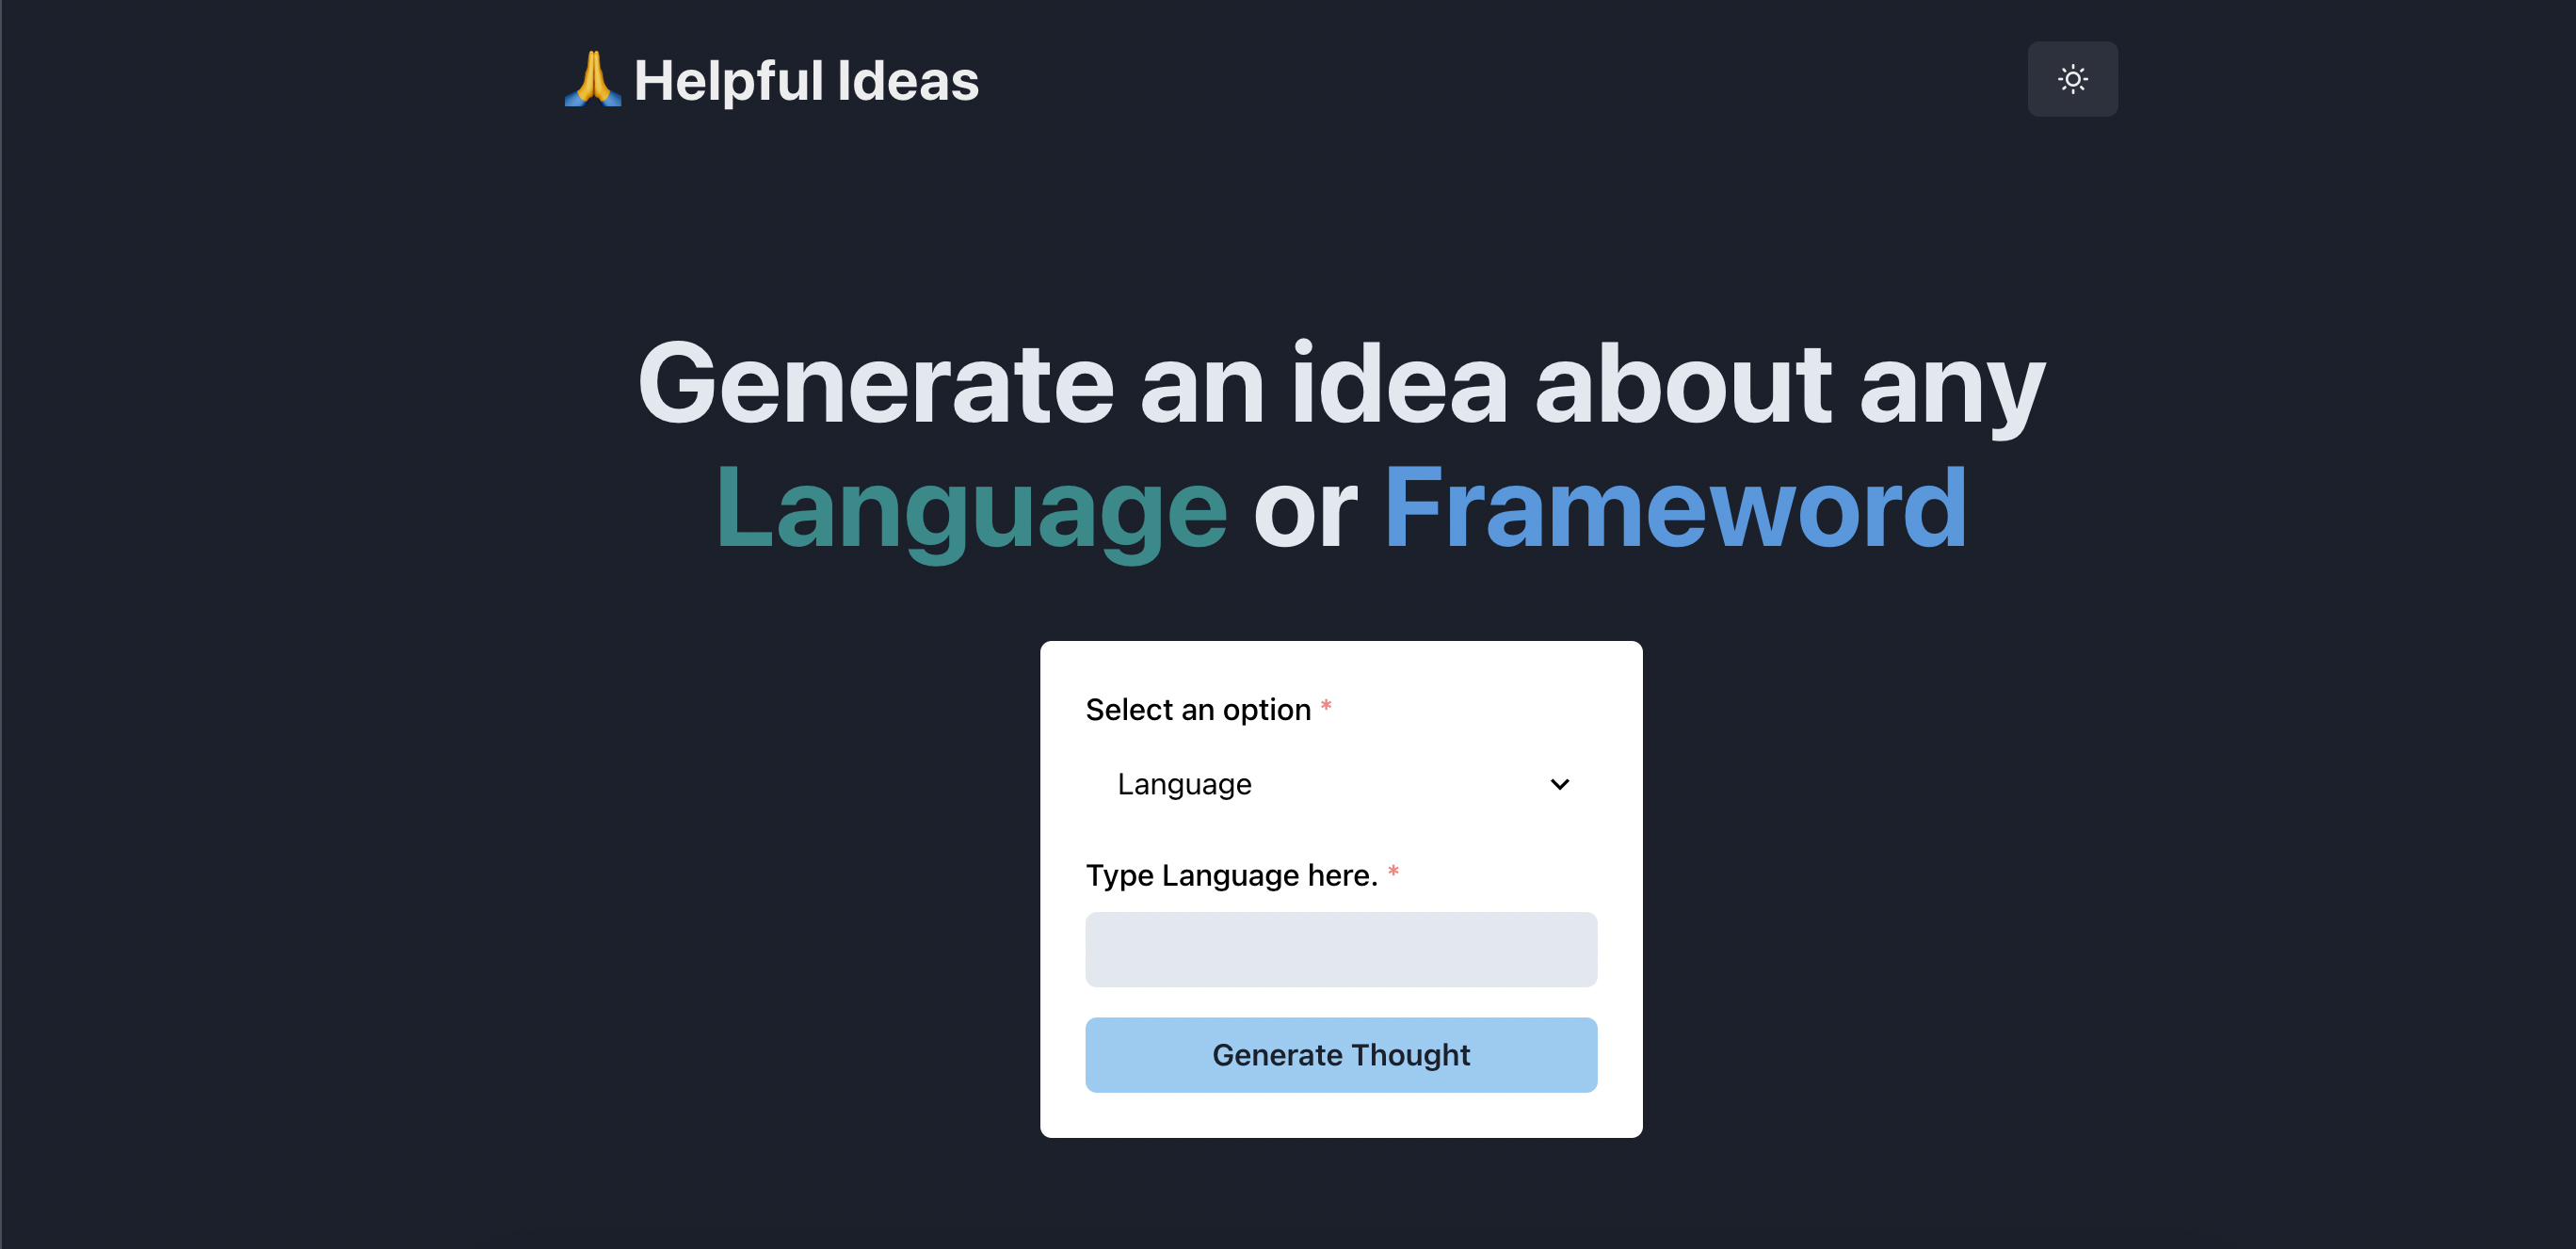 🙏 Helpful Ideas
Generate an idea about any
Language or Frameword
Select an option *
Language
Type Language here. *
Generate Thought